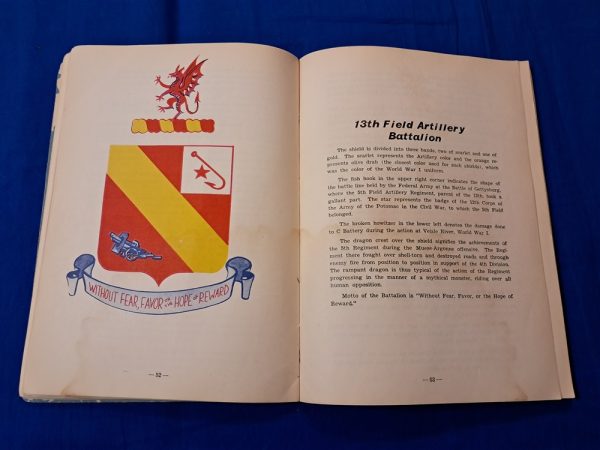 WITHOUT FEAR, FAVOR OR THE HOPE OF REWARD
— 52 —
13th Field Artillery
Battalion
The shield is divided into three bands, two of scarlet and one of
gold. The scarlet represents the Artillery color and the orange re-
presents olive drab (the closest color used for such shields), which
was the color of the World War I uniform.
The fish hook in the upper right corner indicates the shape of
the battle line held by the Federal Army at the Battle of Gettysburg,
where the 5th Field Artillery Regiment, parent of the 13th, took a
gallant part. The star represents the badge of the 12th Corps of
the Army of the Potomac in the Civil War, to which the 5th Field
belonged.
The broken howitzer in the lower left denotes the damage done
to C Battery during the action at Vesle River, World War I.
The dragon crest over the shield signifies the achievements of
the 5th Regiment during the Muese-Argonne offensive. The Regi-
ment there fought over shell-torn and destroyed roads and through
enemy fire from position to position in support of the 4th Division.
The rampant dragon is thus typical of the action of the Regiment
progressing in the manner of a mythical monster, riding over all
human opposition.
Motto of the Battalion is "Without Fear, Favor, or the Hope of
Reward."
— 53 —